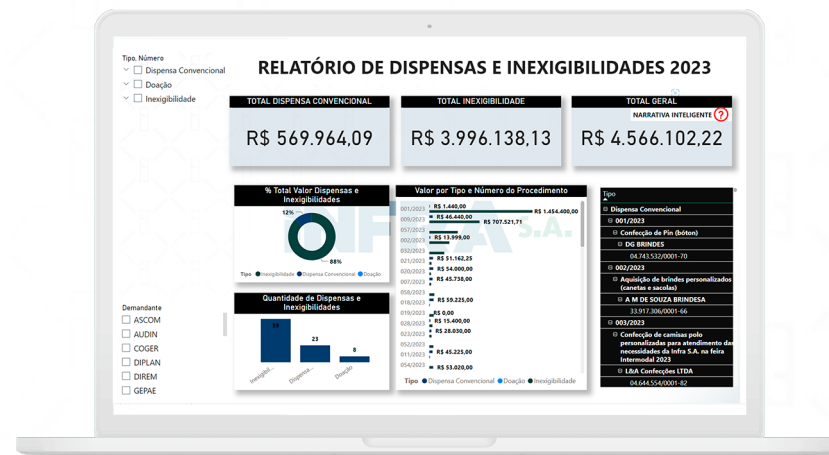 Tipo, Número
Dispensa Convencional
Doação
Inexigibilidade
RELATÓRIO DE DISPENSAS E INEXIGIBILIDADES 2023
TOTAL DISPENSA CONVENCIONAL
R$ 569.964,09
TOTAL INEXIGIBILIDADE
R$ 3.996.138,13
TOTAL GERAL
NARRATIVA INTELIGENTE ?
R$ 4.566.102,22
% Total Valor Dispensas e
Inexigibilidades
12%
88%
Tipo Inexigibilidade Dispensa Convencional Doação
Quantidade de Dispensas e
Inexigibilidades
39
23
8
Inexigibil...
Dispensa...
Doação
Valor por Tipo e Número do Procedimento
001/2023 R$ 1.440,00
R$ 1.454.400,00
009/2023 R$ 46.440,00
R$ 707.521,71
057/2023
002/2023 R$ 13.999,00
032/2023
021/2023 R$ 51.162,25
020/2023 R$ 54.000,00
007/2023 R$ 45.738,00
058/2023
018/2023 R$ 59.225,00
019/2023 R$ 0,00
028/2023 R$ 15.400,00
023/2023 R$ 28.030,00
052/2023
011/2023 R$ 45.225,00
054/2023 R$ 53.020,00
Tipo Dispensa Convencional Doação Inexigibilidade
INFRA S.A.
Tipo
Dispensa Convencional
001/2023
Confecção de Pin (bóton)
DG BRINDES
04.743.532/0001-70
002/2023
Aquisição de brindes personalizados
(canetas e sacolas)
A M DE SOUZA BRINDESA
33.917.306/0001-66
003/2023
Confecção de camisas polo
personalizadas para atendimento das
necessidades da Infra S.A. na feira
Intermodal 2023
L&A Confecções LTDA
04.644.554/0001-82
Demandante
ASCOM
AUDIN
COGER
DIPLAN
DIREM
GEPAE